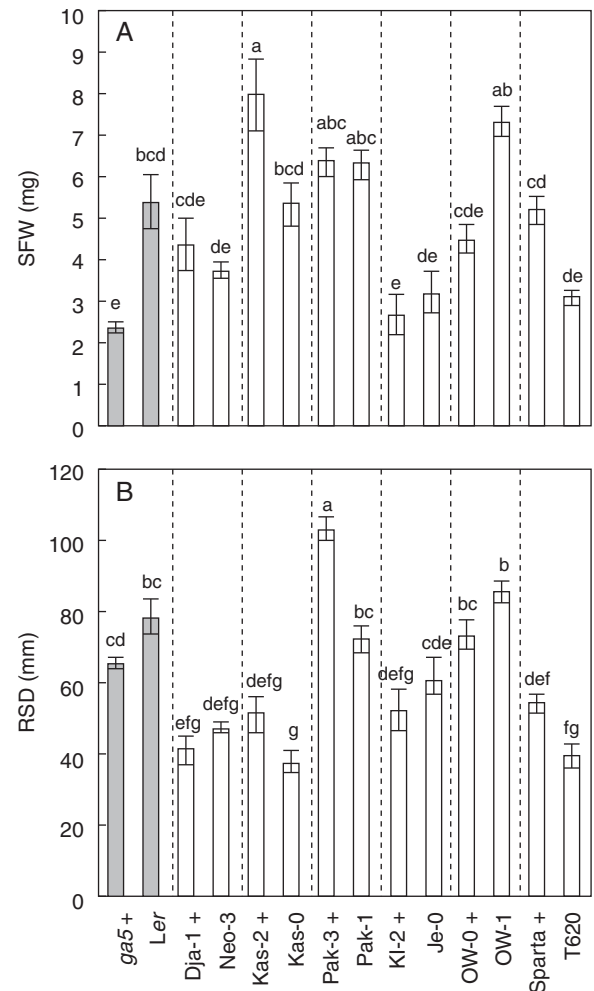 A
SFW (mg)
10
9
8
7
6
5
4
3
2
1
0
e
bcd
cde
de
a
bcd
abc
abc
e
de
cde
ab
cd
de
B
RSD (mm)
120
100
80
60
40
20
0
cd
bc
efg
defg
defg
g
a
bc
defg
cde
bc
b
def
fg
ga5 +
Ler
Dja-1 +
Neo-3
Kas-2 +
Kas-0
Pak-3 +
Pak-1
Kl-2 +
Je-0
OW-0 +
OW-1
Sparta +
T620